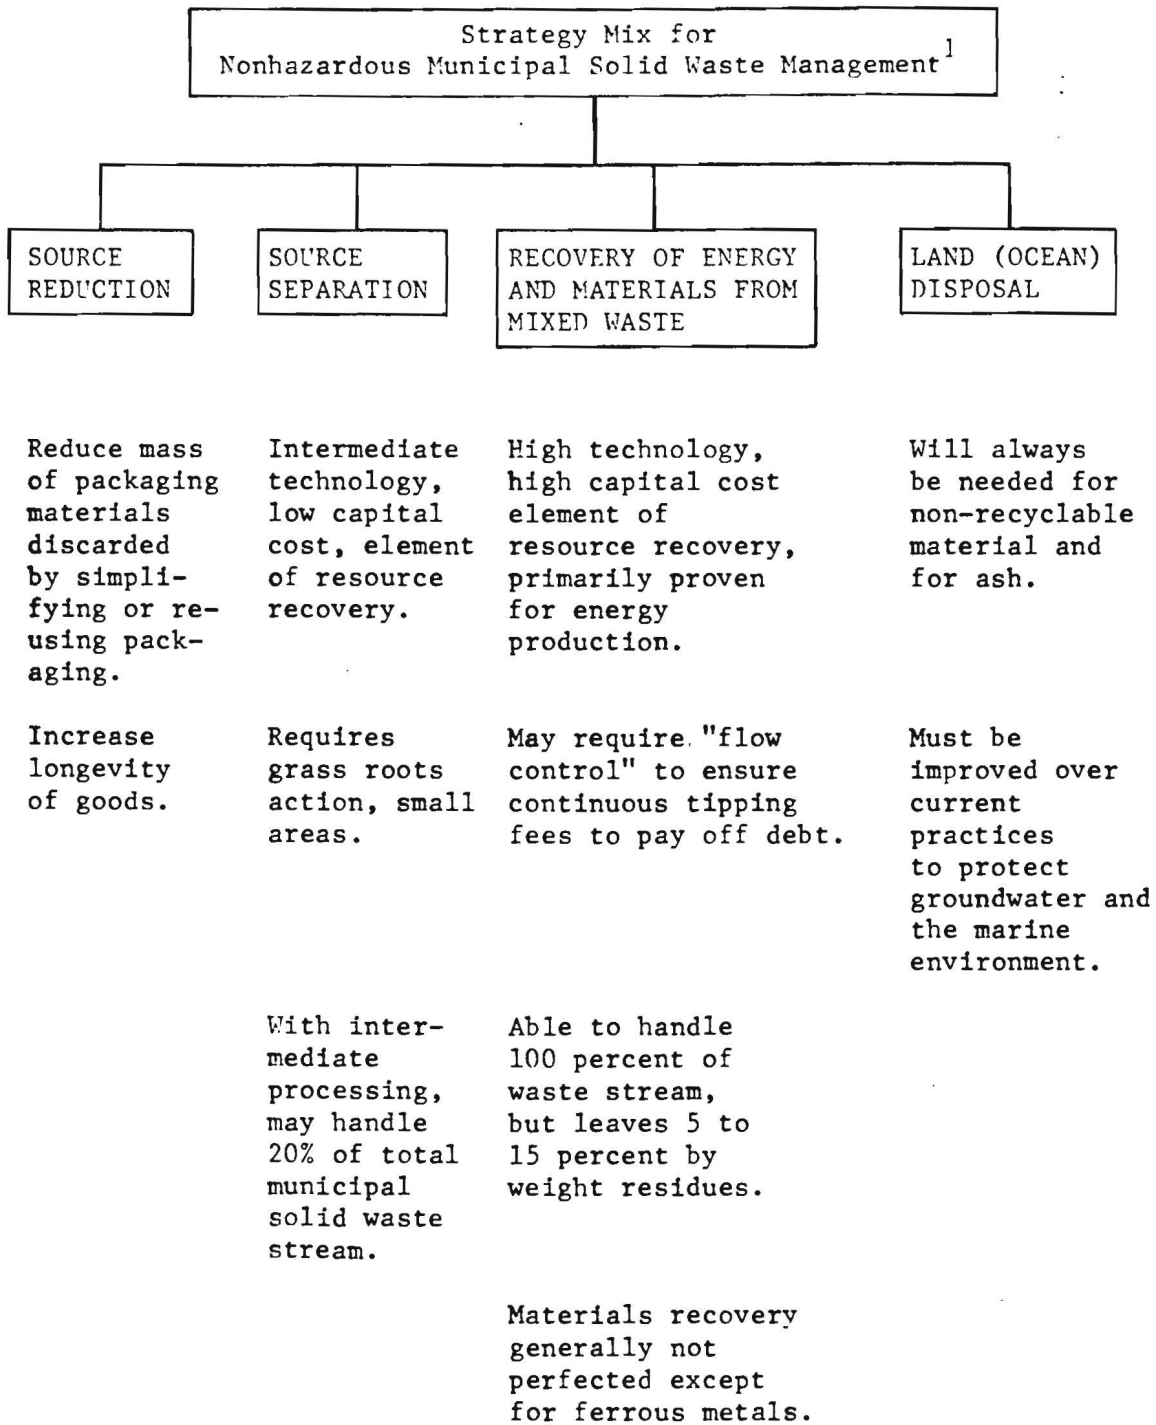 Strategy Mix for
Nonhazardous Municipal Solid Waste Management1
SOURCE
REDUCTION
SOURCE
SEPARATION
RECOVERY OF ENERGY
AND MATERIALS FROM
MIXED WASTE
LAND (OCEAN)
DISPOSAL
Reduce mass
of packaging
materials
discarded
by simpli-
fying or re-
using pack-
aging.
Increase
longevity
of goods.
Intermediate
technology,
low capital
cost, element
of resource
recovery.
Requires
grass roots
action, small
areas.
With inter-
mediate
processing,
may handle
20% of total
municipal
solid waste
stream.
High technology,
high capital cost
element of
resource recovery,
primarily proven
for energy
production.
May require "flow
control" to ensure
continuous tipping
fees to pay off debt.
Able to handle
100 percent of
waste stream,
but leaves 5 to
15 percent by
weight residues.
Materials recovery
generally not
perfected except
for ferrous metals.
Will always
be needed for
non-recyclable
material and
for ash.
Must be
improved over
current
practices
to protect
groundwater and
the marine
environment.